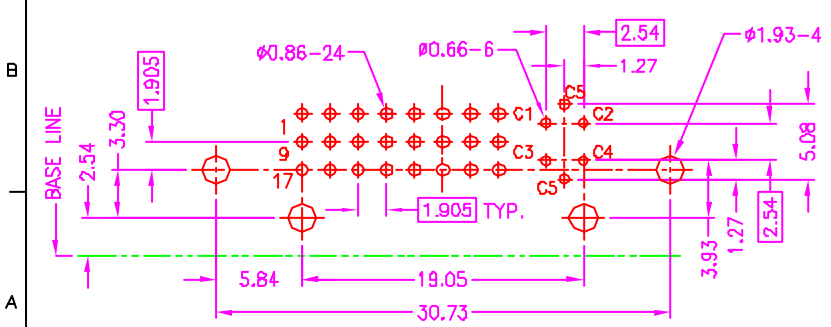 2.54
ø0.86-24
ø0.66-6
ø1.93-4
1.27
B
1.905
C5
C1
C2
1
BASE LINE
2.54
3.30
9
C3
C4
5.08
17
C5
1.905 TYP.
3.93
1.27
2.54
5.84
19.05
A
30.73